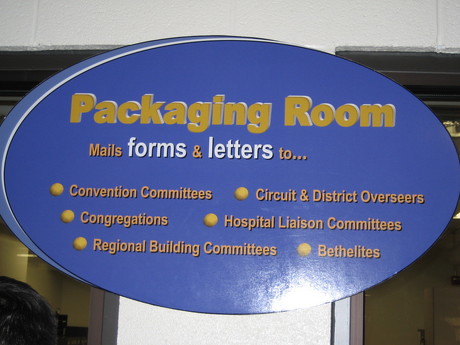 Packaging Room
Mails forms & letters to...
Convention Committees
Circuit & District Overseers
Congregations
Hospital Liaison Committees
Regional Building Committees
Bethelites